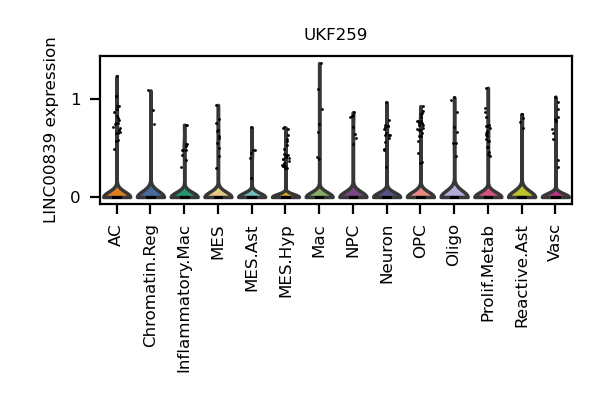 UKF259
LINC00839 expression
1
0
AC
Chromatin.Reg
Inflammatory.Mac
MES
MES.Ast
MES.Hyp
Mac
NPC
Neuron
OPC
Oligo
Prolif.Metab
Reactive.Ast
Vasc